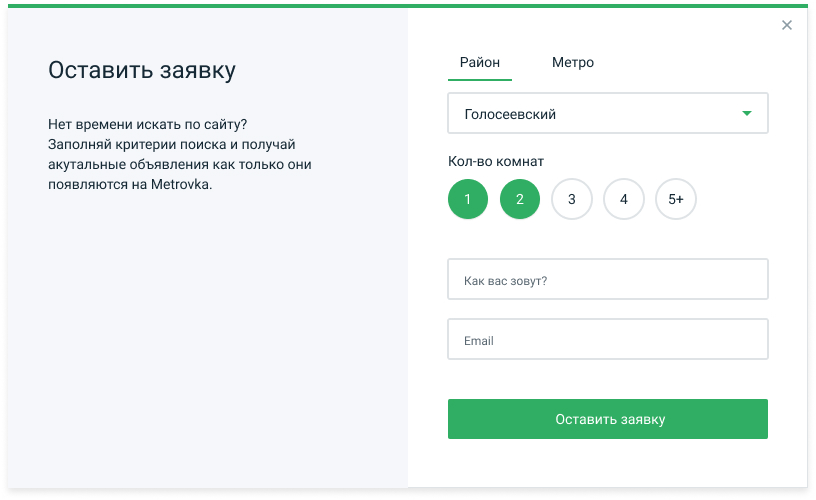 Оставить заявку
Нет времени искать по сайту?
Заполняй критерии поиска и получай
акутальные объявления как только они
появляются на Metrovka.
Район
Метро
Голосеевский
Кол-во комнат
1 2 3 4 5+
Как вас зовут?
Email
Оставить заявку